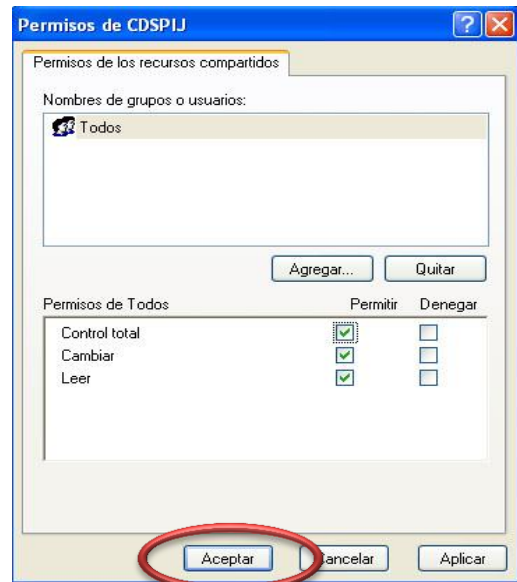 Permisos de CDSPIJ
Permisos de los recursos compartidos
Nombres de grupos o usuarios:
Todos
Agregar... Quitar
Permisos de Todos Permitir Denegar
Control total
Cambiar
Leer
Aceptar Cancelar Aplicar